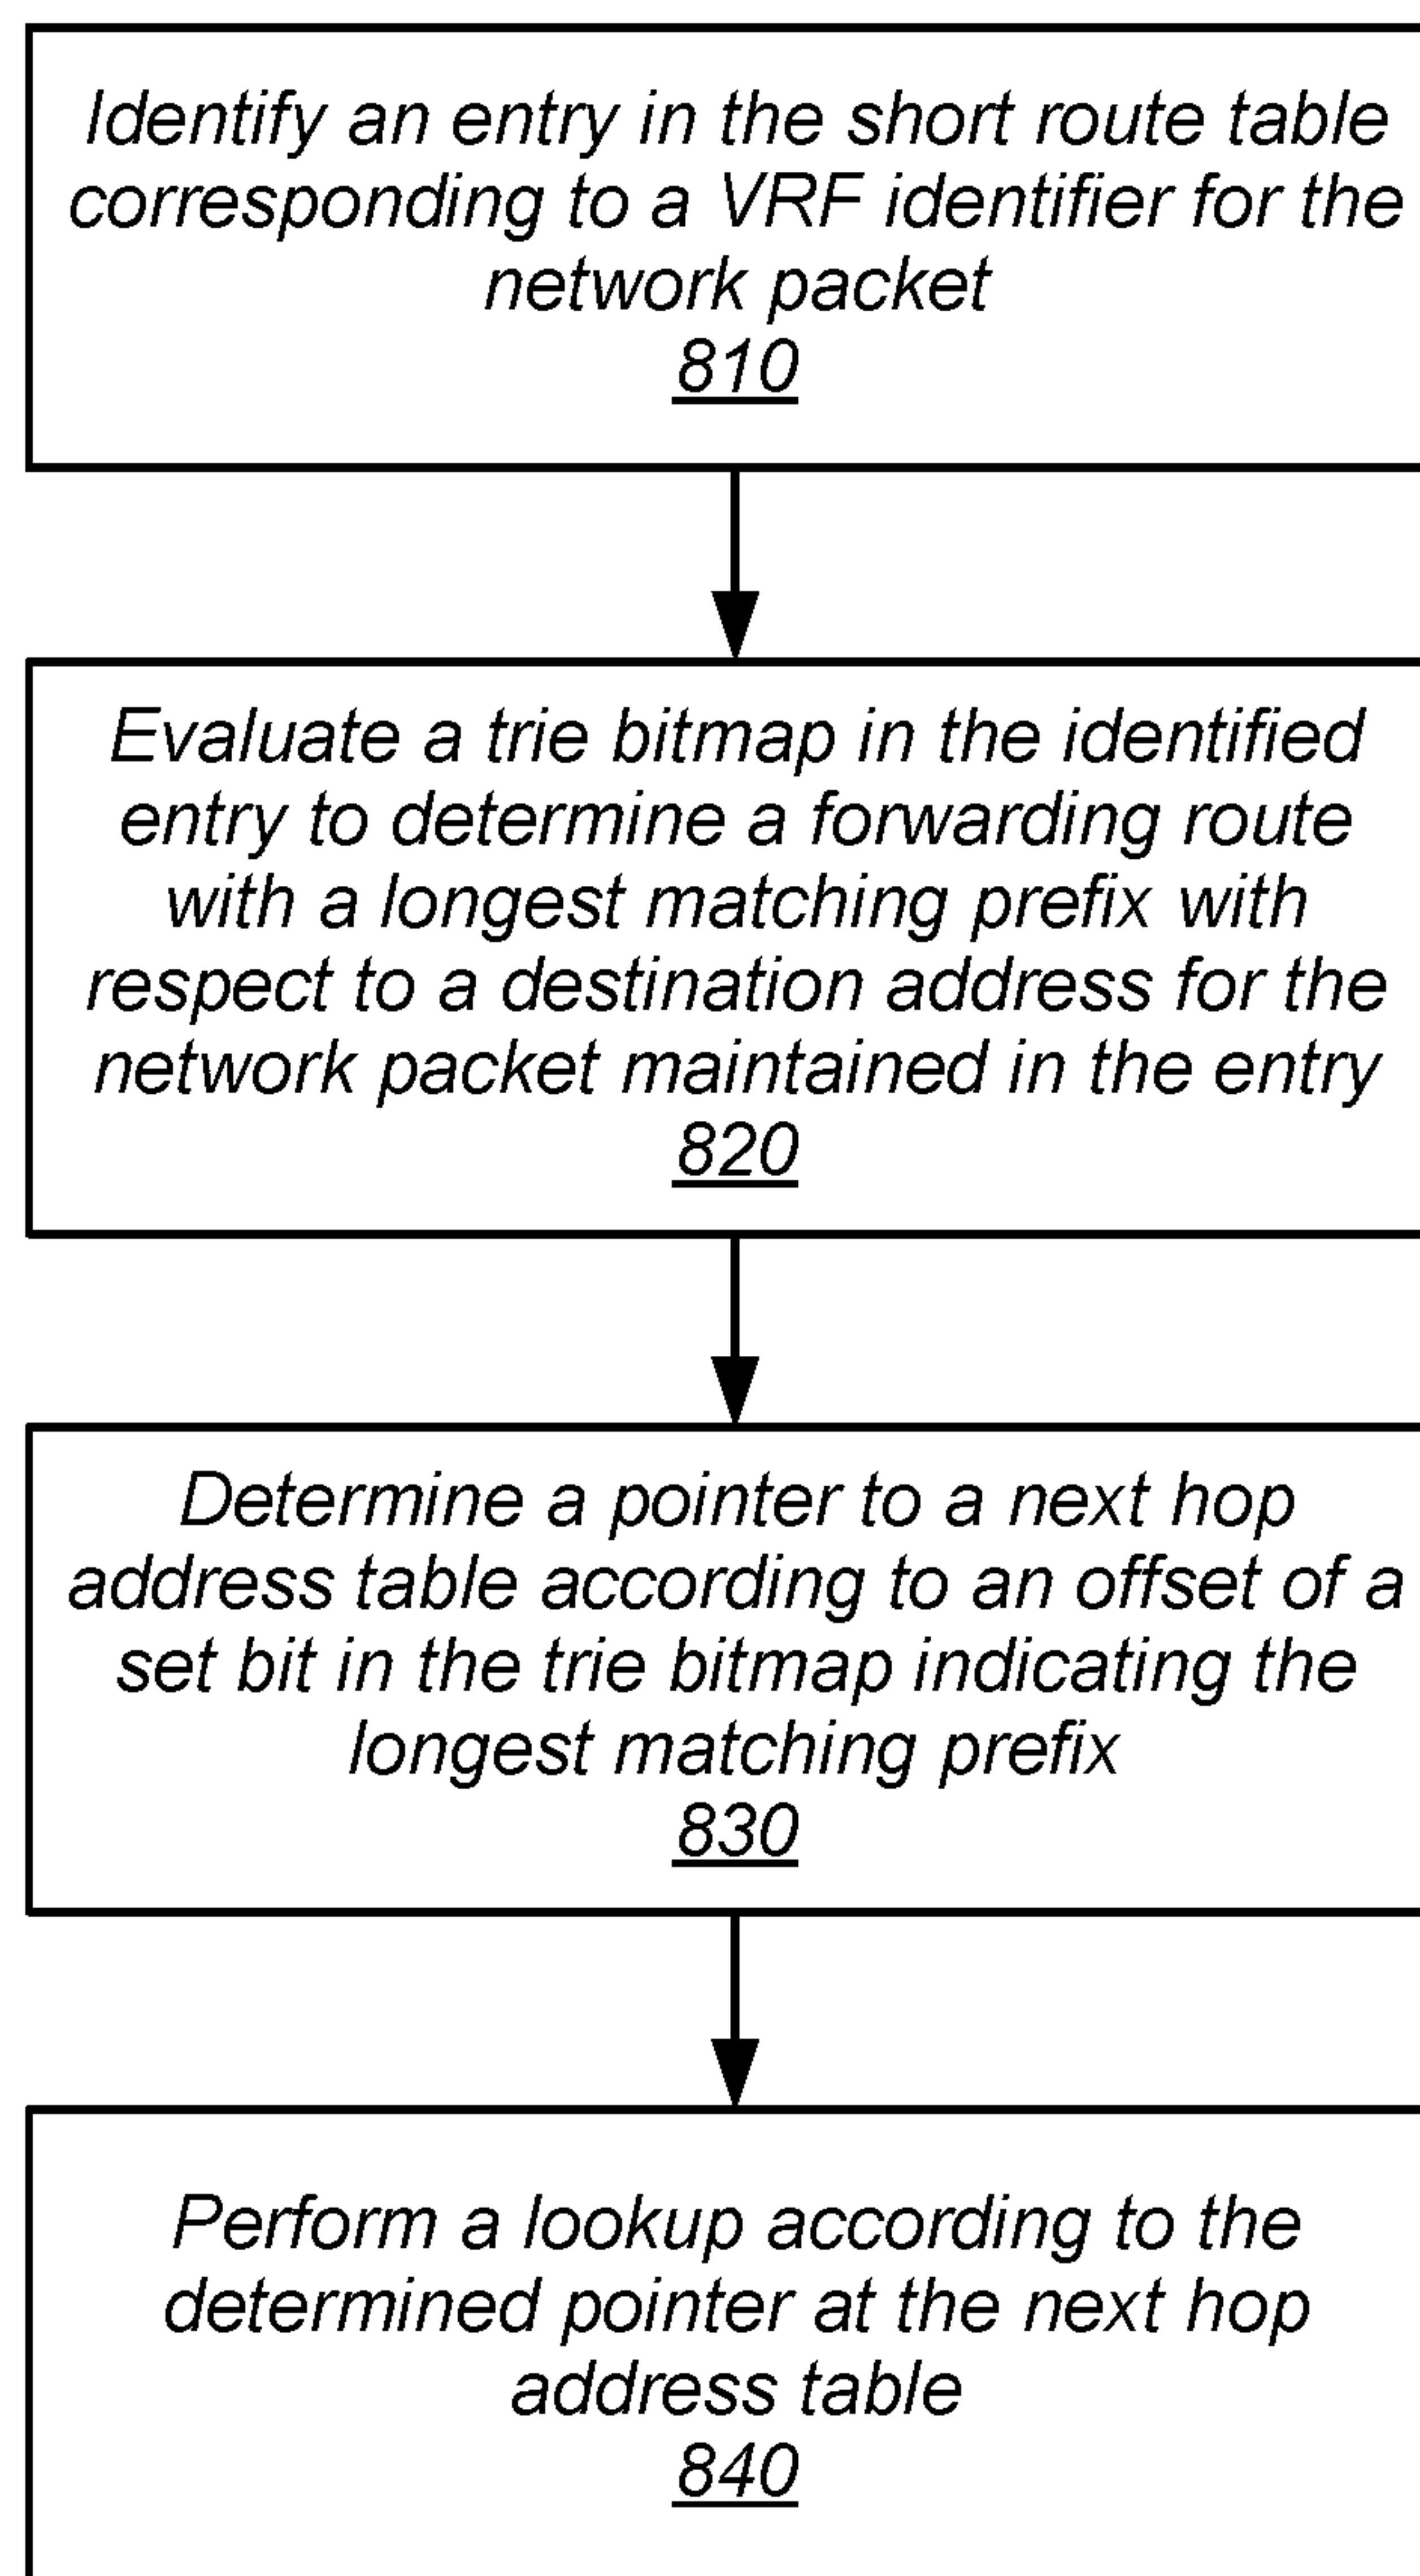 Identify an entry in the short route table
corresponding to a VRF identifier for the
network packet
810
Evaluate a trie bitmap in the identified
entry to determine a forwarding route
with a longest matching prefix with
respect to a destination address for the
network packet maintained in the entry
820
Determine a pointer to a next hop
address table according to an offset of a
set bit in the trie bitmap indicating the
longest matching prefix
830
Perform a lookup according to the
determined pointer at the next hop
address table
840